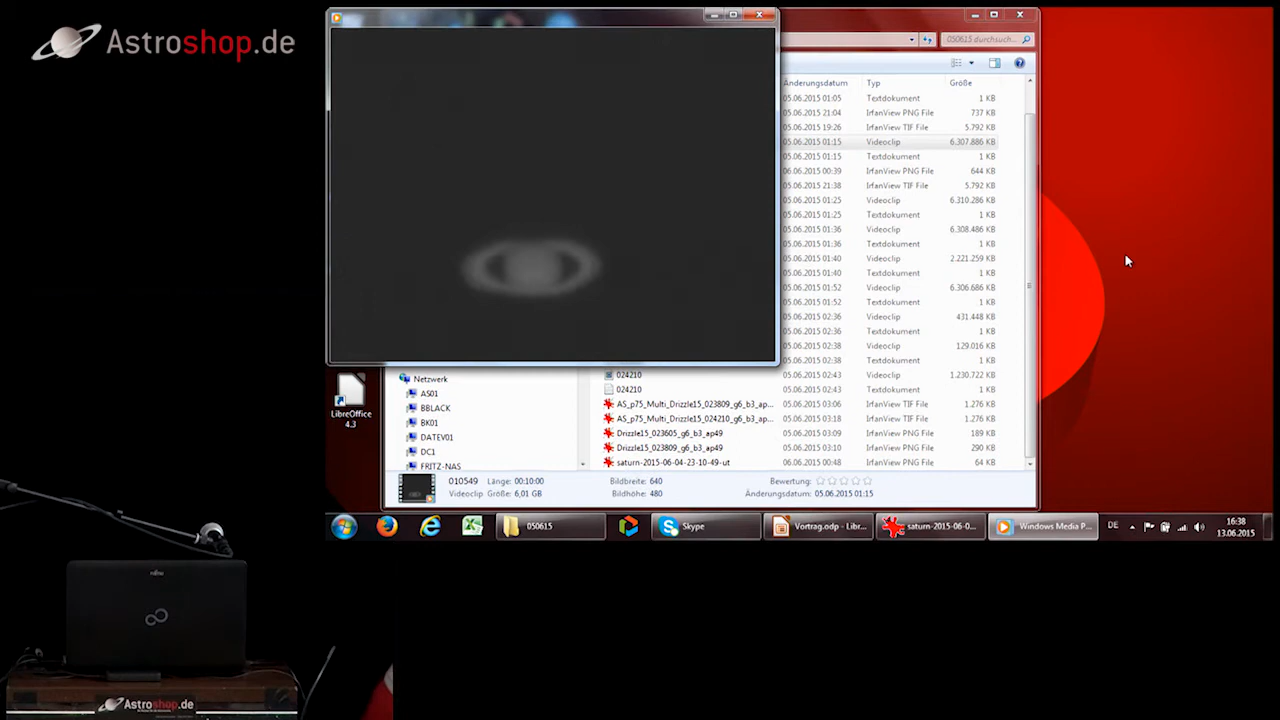 Astroshop.de
050615 durchsuch...
Änderungsdatum Typ Größe
05.06.2015 01:05 Textdokument 1 KB
05.06.2015 21:04 IrfanView PNG File 737 KB
05.06.2015 19:26 IrfanView TIF File 5.792 KB
05.06.2015 01:15 Videoclip 6.307.886 KB
05.06.2015 01:15 Textdokument 1 KB
06.06.2015 00:39 IrfanView PNG File 644 KB
05.06.2015 21:38 IrfanView TIF File 5.792 KB
05.06.2015 01:25 Videoclip 6.310.286 KB
05.06.2015 01:25 Textdokument 1 KB
05.06.2015 01:36 Videoclip 6.308.486 KB
05.06.2015 01:36 Textdokument 1 KB
05.06.2015 01:40 Videoclip 2.221.259 KB
05.06.2015 01:40 Textdokument 1 KB
05.06.2015 01:52 Videoclip 6.306.686 KB
05.06.2015 01:52 Textdokument 1 KB
05.06.2015 02:36 Videoclip 431.448 KB
05.06.2015 02:36 Textdokument 1 KB
05.06.2015 02:38 Videoclip 129.016 KB
05.06.2015 02:38 Textdokument 1 KB
024210 05.06.2015 02:43 Videoclip 1.230.722 KB
024210 05.06.2015 02:43 Textdokument 1 KB
AS_p75_Multi_Drizzle15_023809_g6_b3_ap... 05.06.2015 03:06 IrfanView TIF File 1.276 KB
AS_p75_Multi_Drizzle15_024210_g6_b3_ap... 05.06.2015 03:18 IrfanView TIF File 1.276 KB
Drizzle15_023605_g6_b3_ap49 05.06.2015 03:09 IrfanView PNG File 189 KB
Drizzle15_023809_g6_b3_ap49 05.06.2015 03:10 IrfanView PNG File 290 KB
saturn-2015-06-04-23-10-49-ut 06.06.2015 00:48 IrfanView PNG File 64 KB
Netzwerk
AS01
BBLACK
BK01
DATEV01
DC1
FRITZ-NAS
LibreOffice
4.3
010549 Länge: 00:10:00 Bildbreite: 640 Bewertung:
Videoclip Größe: 6,01 GB Bildhöhe: 480 Änderungsdatum: 05.06.2015 01:15
050615 Skype Vortrag.odp - Libr... saturn-2015-06-0... Windows Media P... DE
16:38
13.06.2015
FUJITSU
Astroshop.de